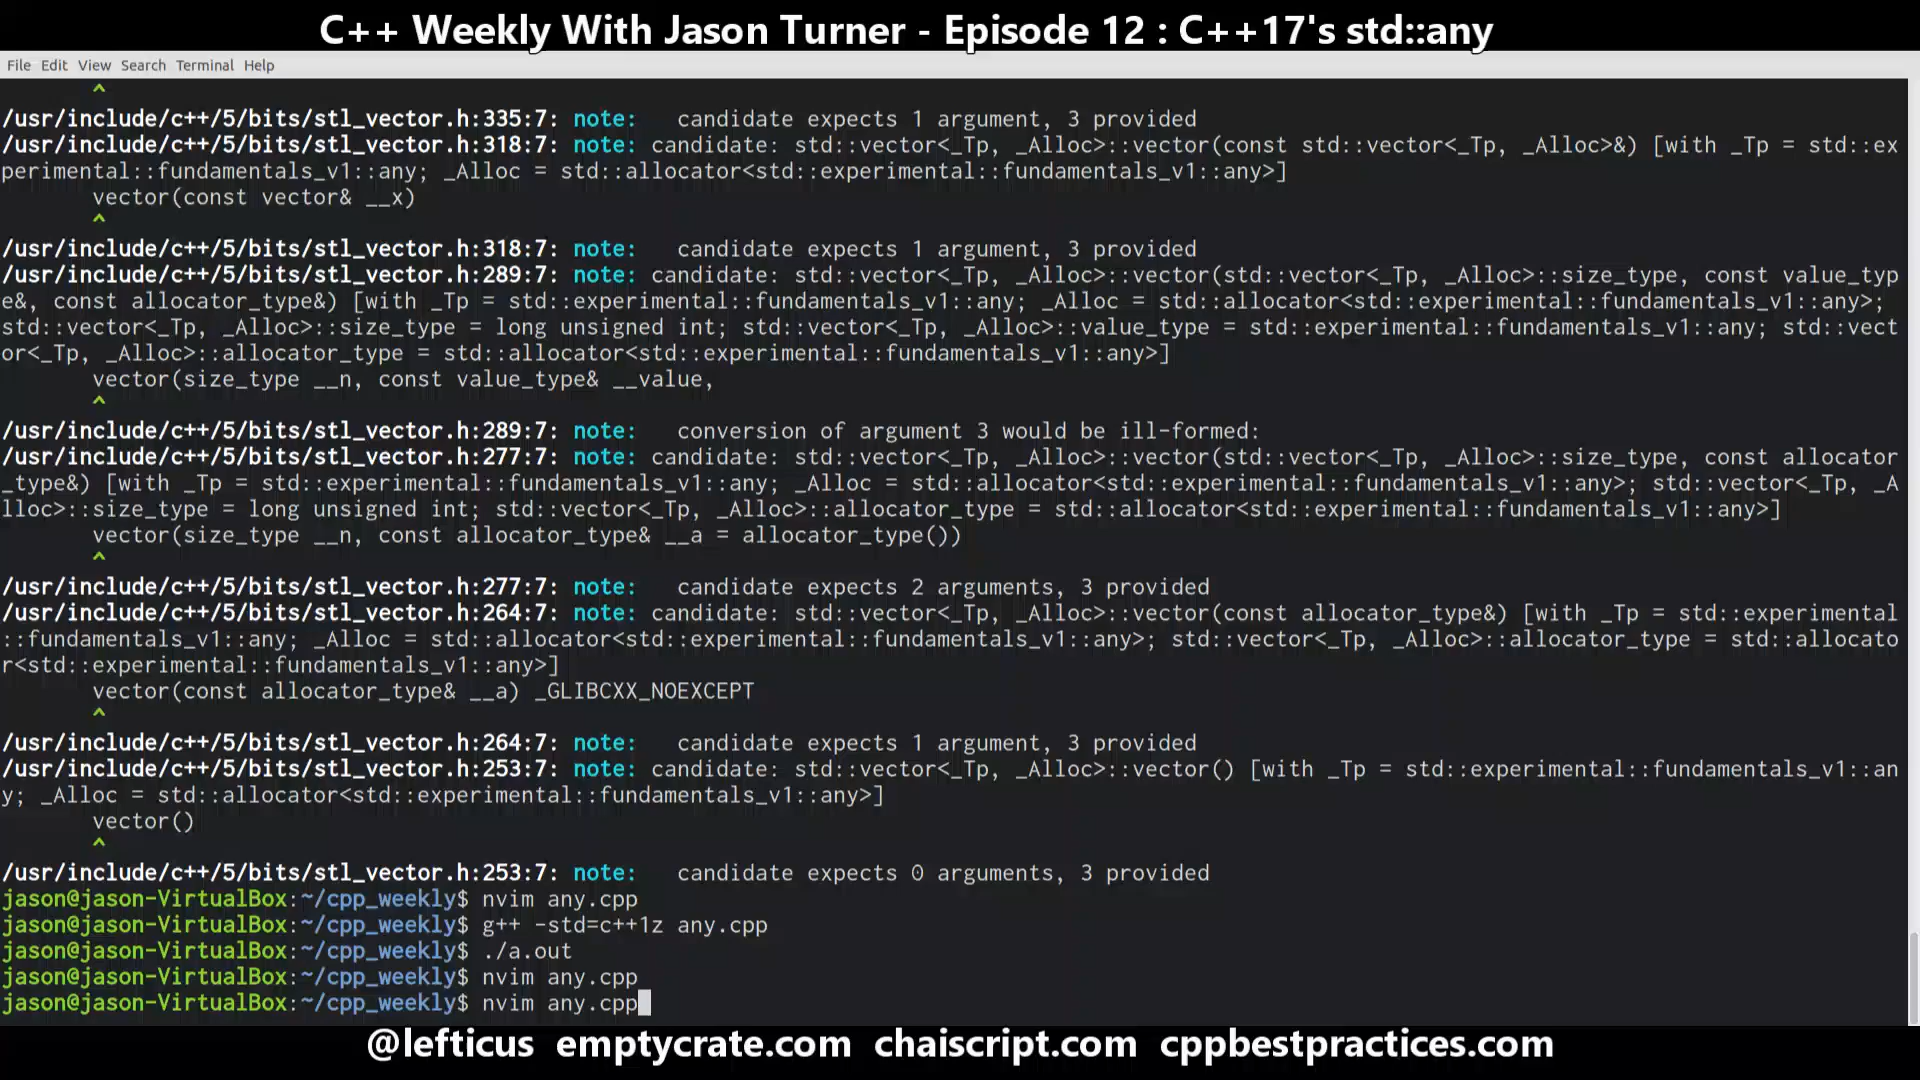 C++ Weekly With Jason Turner - Episode 12 : C++17's std::any
File Edit View Search Terminal Help
^
/usr/include/c++/5/bits/stl_vector.h:335:7: note:   candidate expects 1 argument, 3 provided
/usr/include/c++/5/bits/stl_vector.h:318:7: note: candidate: std::vector<_Tp, _Alloc>::vector(const std::vector<_Tp, _Alloc>&) [with _Tp = std::ex
perimental::fundamentals_v1::any; _Alloc = std::allocator<std::experimental::fundamentals_v1::any>]
vector(const vector& __x)
^
/usr/include/c++/5/bits/stl_vector.h:318:7: note:   candidate expects 1 argument, 3 provided
/usr/include/c++/5/bits/stl_vector.h:289:7: note: candidate: std::vector<_Tp, _Alloc>::vector(std::vector<_Tp, _Alloc>::size_type, const value_typ
e&, const allocator_type&) [with _Tp = std::experimental::fundamentals_v1::any; _Alloc = std::allocator<std::experimental::fundamentals_v1::any>;
std::vector<_Tp, _Alloc>::size_type = long unsigned int; std::vector<_Tp, _Alloc>::value_type = std::experimental::fundamentals_v1::any; std::vect
or<_Tp, _Alloc>::allocator_type = std::allocator<std::experimental::fundamentals_v1::any>]
vector(size_type __n, const value_type& __value,
^
/usr/include/c++/5/bits/stl_vector.h:289:7: note:   conversion of argument 3 would be ill-formed:
/usr/include/c++/5/bits/stl_vector.h:277:7: note: candidate: std::vector<_Tp, _Alloc>::vector(std::vector<_Tp, _Alloc>::size_type, const allocator
_type&) [with _Tp = std::experimental::fundamentals_v1::any; _Alloc = std::allocator<std::experimental::fundamentals_v1::any>; std::vector<_Tp, _A
lloc>::size_type = long unsigned int; std::vector<_Tp, _Alloc>::allocator_type = std::allocator<std::experimental::fundamentals_v1::any>]
vector(size_type __n, const allocator_type& __a = allocator_type())
^
/usr/include/c++/5/bits/stl_vector.h:277:7: note:   candidate expects 2 arguments, 3 provided
/usr/include/c++/5/bits/stl_vector.h:264:7: note: candidate: std::vector<_Tp, _Alloc>::vector(const allocator_type&) [with _Tp = std::experimental
::fundamentals_v1::any; _Alloc = std::allocator<std::experimental::fundamentals_v1::any>; std::vector<_Tp, _Alloc>::allocator_type = std::allocato
r<std::experimental::fundamentals_v1::any>]
vector(const allocator_type& __a) _GLIBCXX_NOEXCEPT
^
/usr/include/c++/5/bits/stl_vector.h:264:7: note:   candidate expects 1 argument, 3 provided
/usr/include/c++/5/bits/stl_vector.h:253:7: note: candidate: std::vector<_Tp, _Alloc>::vector() [with _Tp = std::experimental::fundamentals_v1::an
y; _Alloc = std::allocator<std::experimental::fundamentals_v1::any>]
vector()
^
/usr/include/c++/5/bits/stl_vector.h:253:7: note:   candidate expects 0 arguments, 3 provided
jason@jason-VirtualBox:~/cpp_weekly$ nvim any.cpp
jason@jason-VirtualBox:~/cpp_weekly$ g++ -std=c++1z any.cpp
jason@jason-VirtualBox:~/cpp_weekly$ ./a.out
jason@jason-VirtualBox:~/cpp_weekly$ nvim any.cpp
jason@jason-VirtualBox:~/cpp_weekly$ nvim any.cpp
@lefticus emptycrate.com chaiscript.com cppbestpractices.com